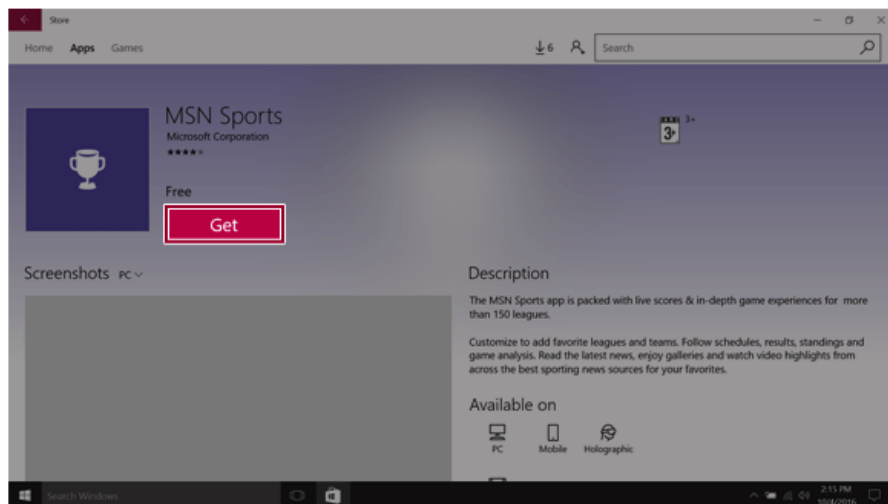 Store
Home Apps Games
6
Search
MSN Sports
Microsoft Corporation
3+
3+
Free
Get
Screenshots PC
Description
The MSN Sports app is packed with live scores & in-depth game experiences for more
than 150 leagues.
Customize to add favorite leagues and teams. Follow schedules, results, standings and
game analysis. Read the latest news, enjoy galleries and watch video highlights from
across the best sporting news sources for your favorites.
Available on
PC Mobile Holographic
Search Windows
2:15 PM
10/4/2016